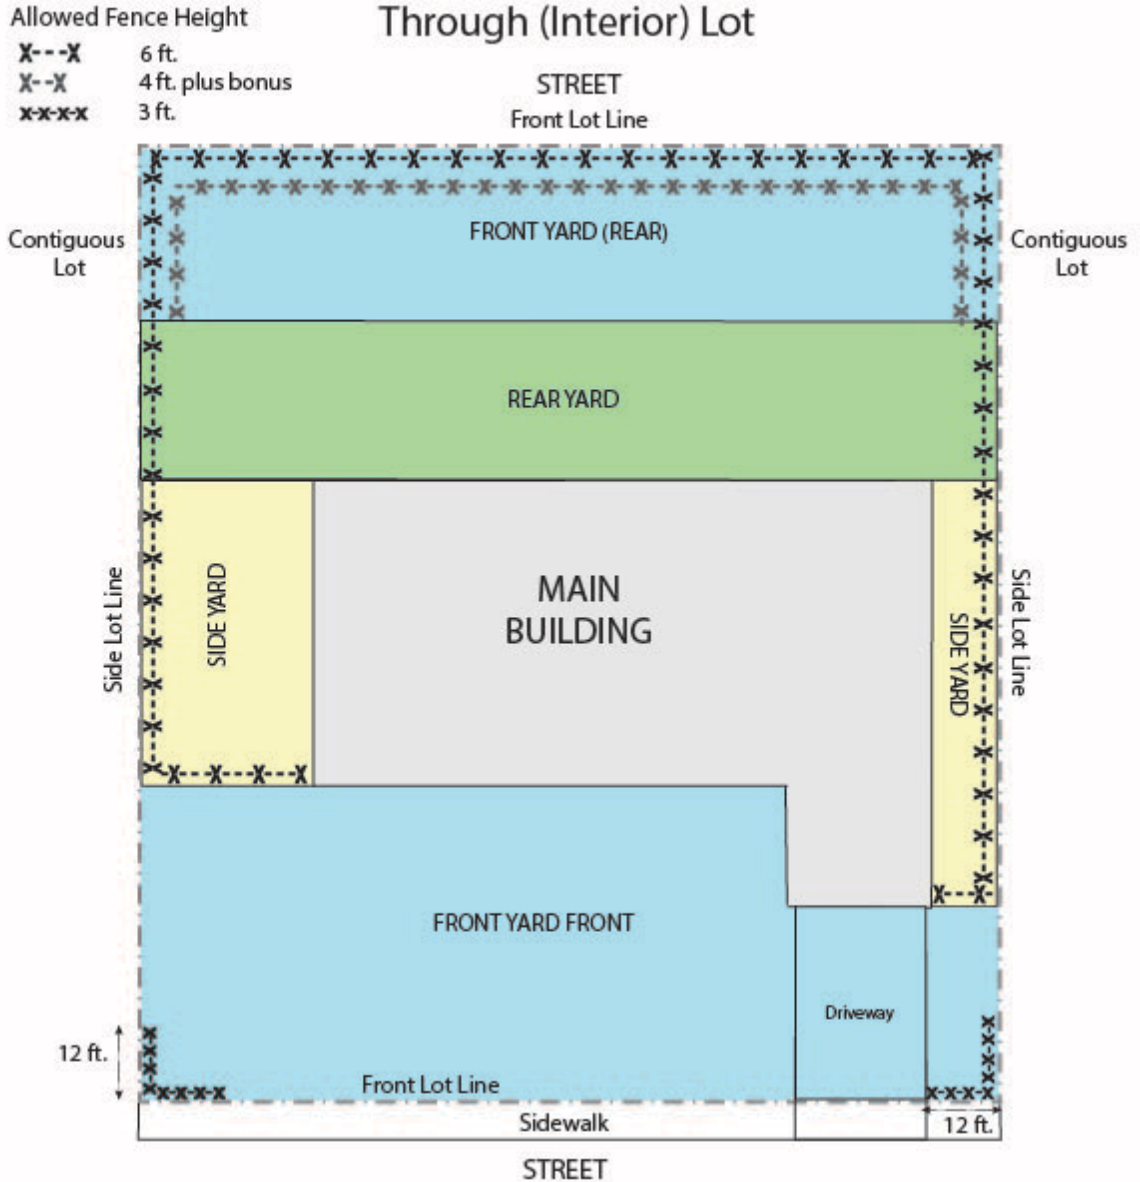 Through (Interior) Lot
Allowed Fence Height
X---X 6 ft.
X--X 4 ft. plus bonus
x-x-x-x 3 ft.
STREET
Front Lot Line
FRONT YARD (REAR)
Contiguous
Lot
Contiguous
Lot
REAR YARD
Side Lot Line
SIDE YARD
MAIN
BUILDING
SIDE YARD
Side Lot Line
FRONT YARD FRONT
Driveway
12 ft.
Front Lot Line
Sidewalk
12 ft.
STREET